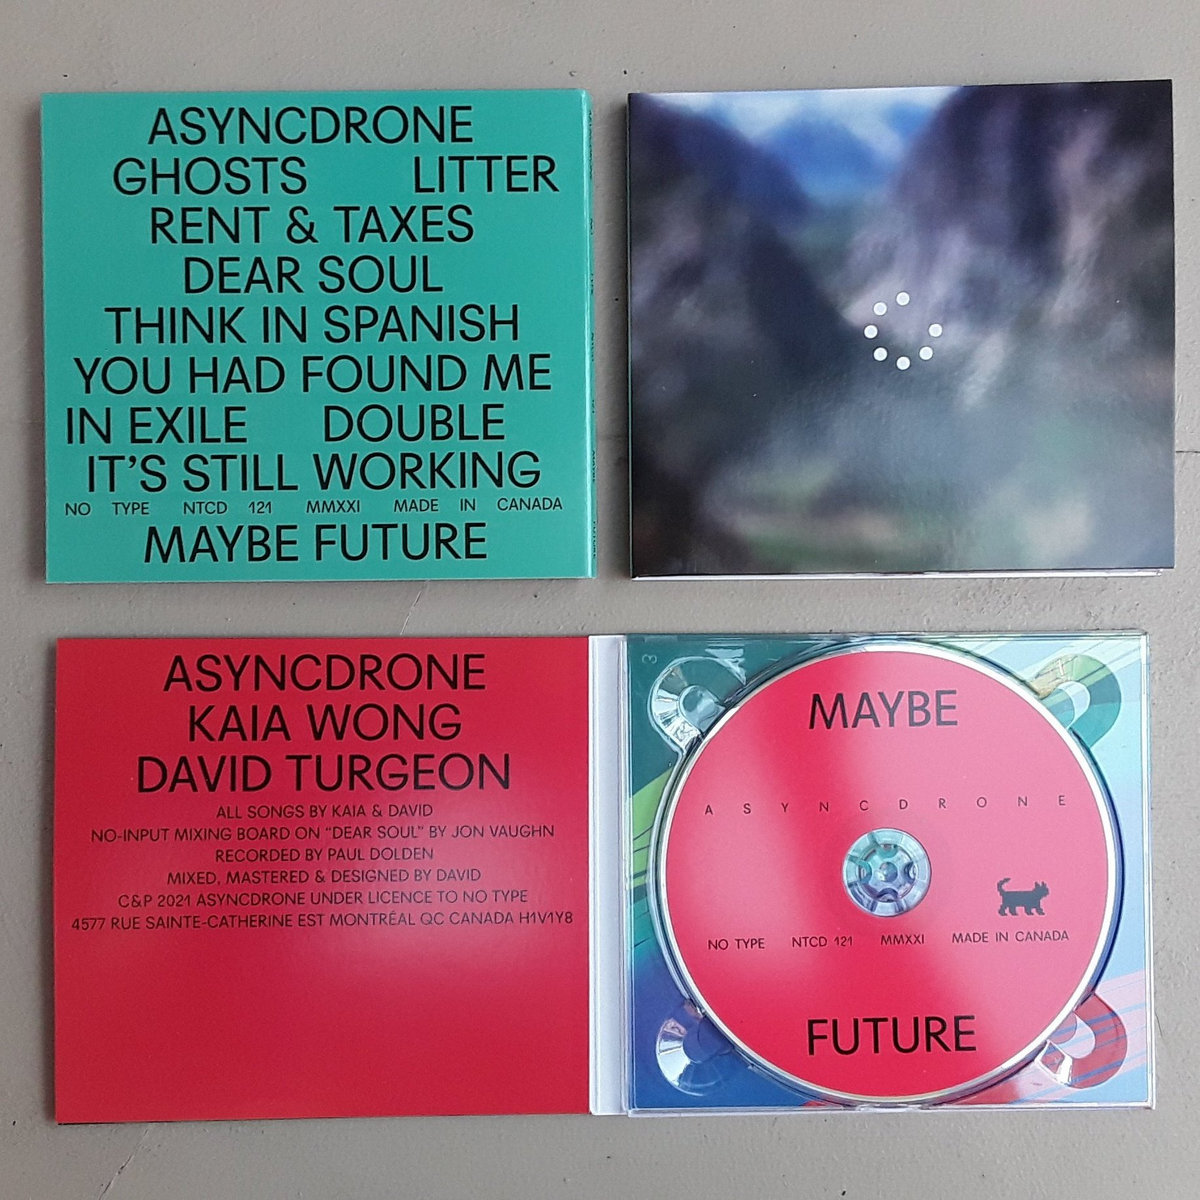 ASYNCDRONE
GHOSTS LITTER
RENT & TAXES
DEAR SOUL
THINK IN SPANISH
YOU HAD FOUND ME
IN EXILE DOUBLE
IT'S STILL WORKING
NO TYPE NTCD 121 MMXXI MADE IN CANADA
MAYBE FUTURE
ASYNCDRONE
KAIA WONG
DAVID TURGEON
ALL SONGS BY KAIA & DAVID
NO-INPUT MIXING BOARD ON “DEAR SOUL” BY JON VAUGHN
RECORDED BY PAUL DOLDEN
MIXED, MASTERED & DESIGNED BY DAVID
C&P 2021 ASYNCDRONE UNDER LICENCE TO NO TYPE
4577 RUE SAINTE-CATHERINE EST MONTRÉAL QC CANADA H1V1Y8
MAYBE
ASYNCDRONE
NO TYPE NTCD 121 MMXXI MADE IN CANADA
FUTURE